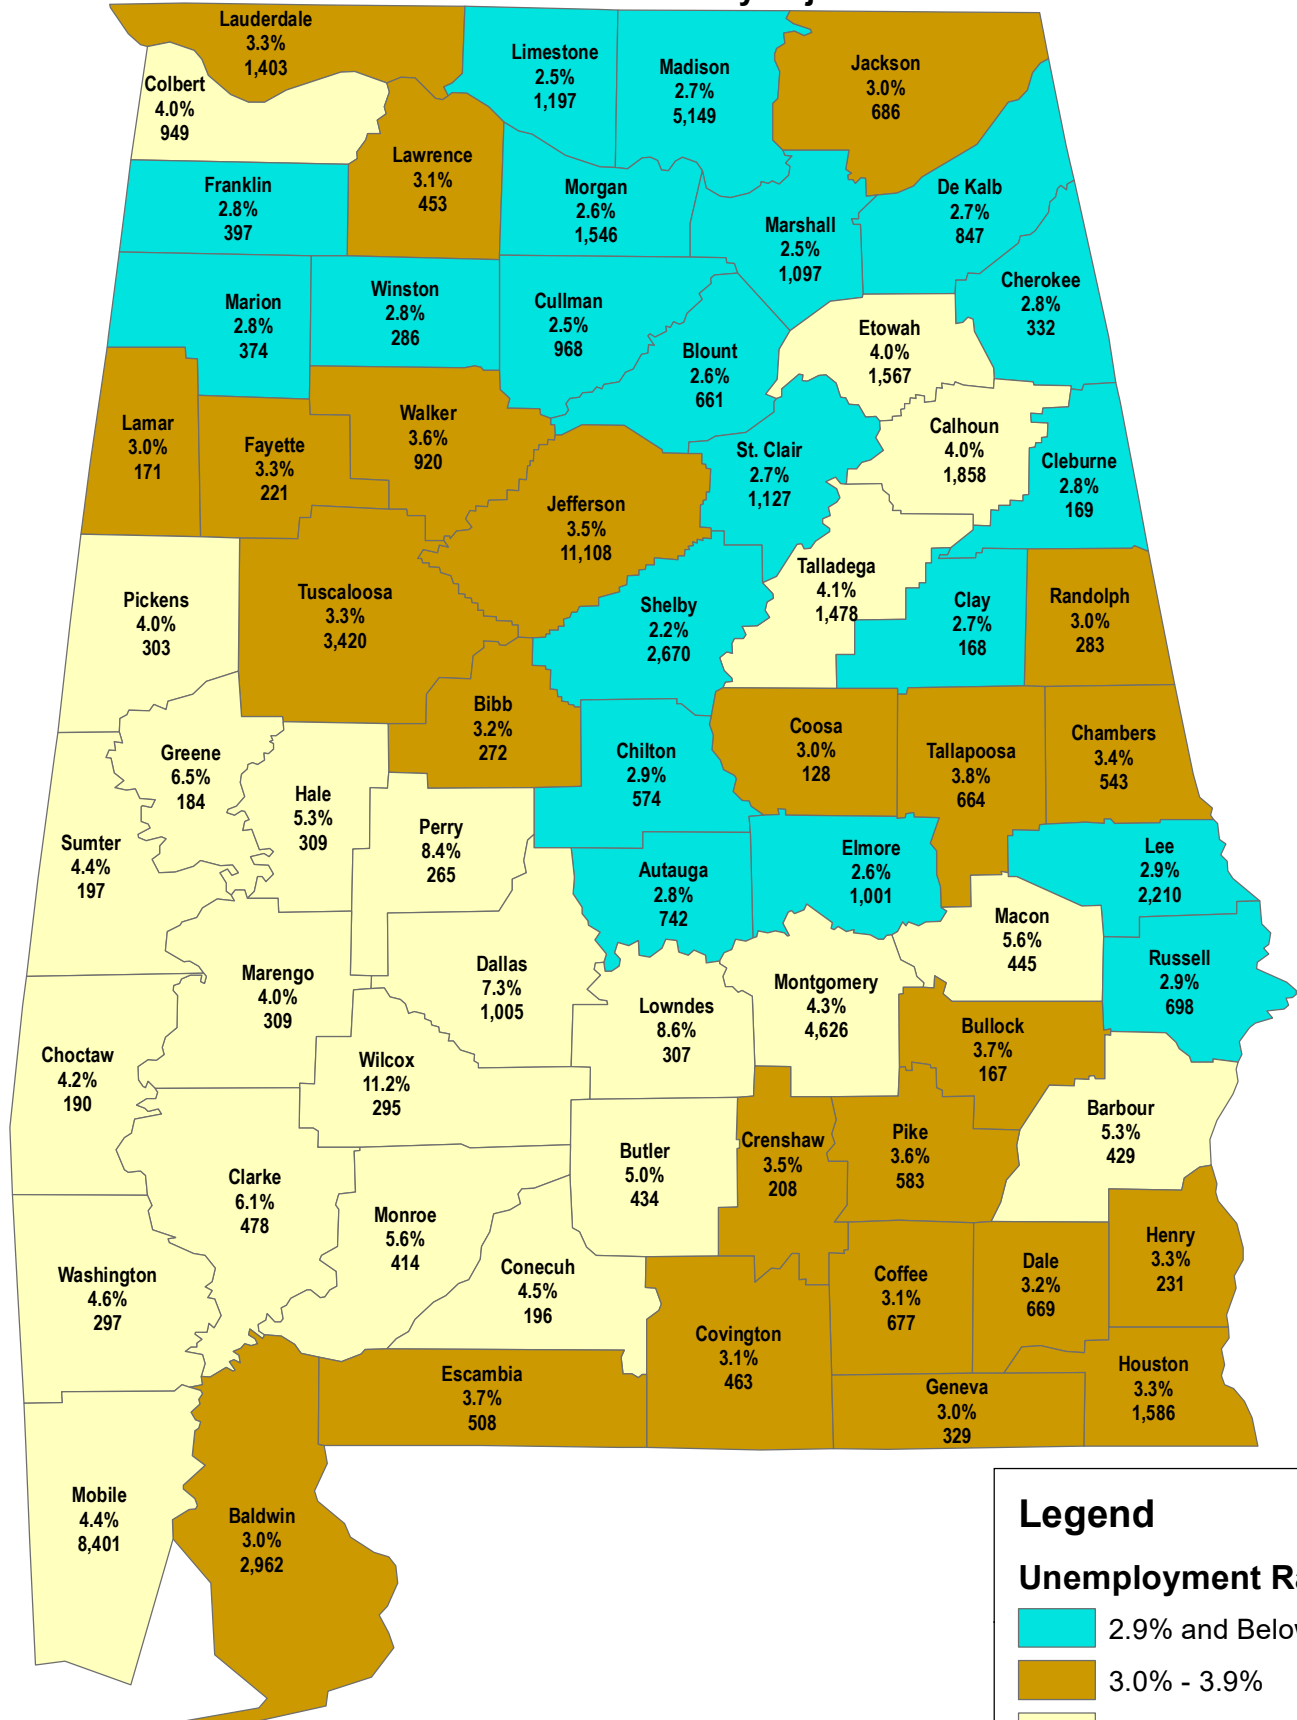 Lauderdale
3.3%
1,403
Limestone
2.5%
1,197
Madison
2.7%
5,149
Jackson
3.0%
686
Colbert
4.0%
949
Lawrence
3.1%
453
Franklin
2.8%
397
Morgan
2.6%
1,546
Marshall
2.5%
1,097
De Kalb
2.7%
847
Cherokee
2.8%
332
Marion
2.8%
374
Winston
2.8%
286
Cullman
2.5%
968
Blount
2.6%
661
Etowah
4.0%
1,567
Lamar
3.0%
171
Fayette
3.3%
221
Walker
3.6%
920
Jefferson
3.5%
11,108
St. Clair
2.7%
1,127
Calhoun
4.0%
1,858
Cleburne
2.8%
169
Pickens
4.0%
303
Tuscaloosa
3.3%
3,420
Shelby
2.2%
2,670
Talladega
4.1%
1,478
Clay
2.7%
168
Randolph
3.0%
283
Bibb
3.2%
272
Greene
6.5%
184
Hale
5.3%
309
Chilton
2.9%
574
Coosa
3.0%
128
Tallapoosa
3.8%
664
Chambers
3.4%
543
Sumter
4.4%
197
Perry
8.4%
265
Autauga
2.8%
742
Elmore
2.6%
1,001
Lee
2.9%
2,210
Macon
5.6%
445
Russell
2.9%
698
Marengo
4.0%
309
Dallas
7.3%
1,005
Lowndes
8.6%
307
Montgomery
4.3%
4,626
Bullock
3.7%
167
Choctaw
4.2%
190
Wilcox
11.2%
295
Barbour
5.3%
429
Clarke
6.1%
478
Butler
5.0%
434
Crenshaw
3.5%
208
Pike
3.6%
583
Monroe
5.6%
414
Conecuh
4.5%
196
Washington
4.6%
297
Coffee
3.1%
677
Dale
3.2%
669
Henry
3.3%
231
Covington
3.1%
463
Escambia
3.7%
508
Geneva
3.0%
329
Houston
3.3%
1,586
Mobile
4.4%
8,401
Baldwin
3.0%
2,962
Legend
Unemployment
2.9% and
3.0% - 3.9%